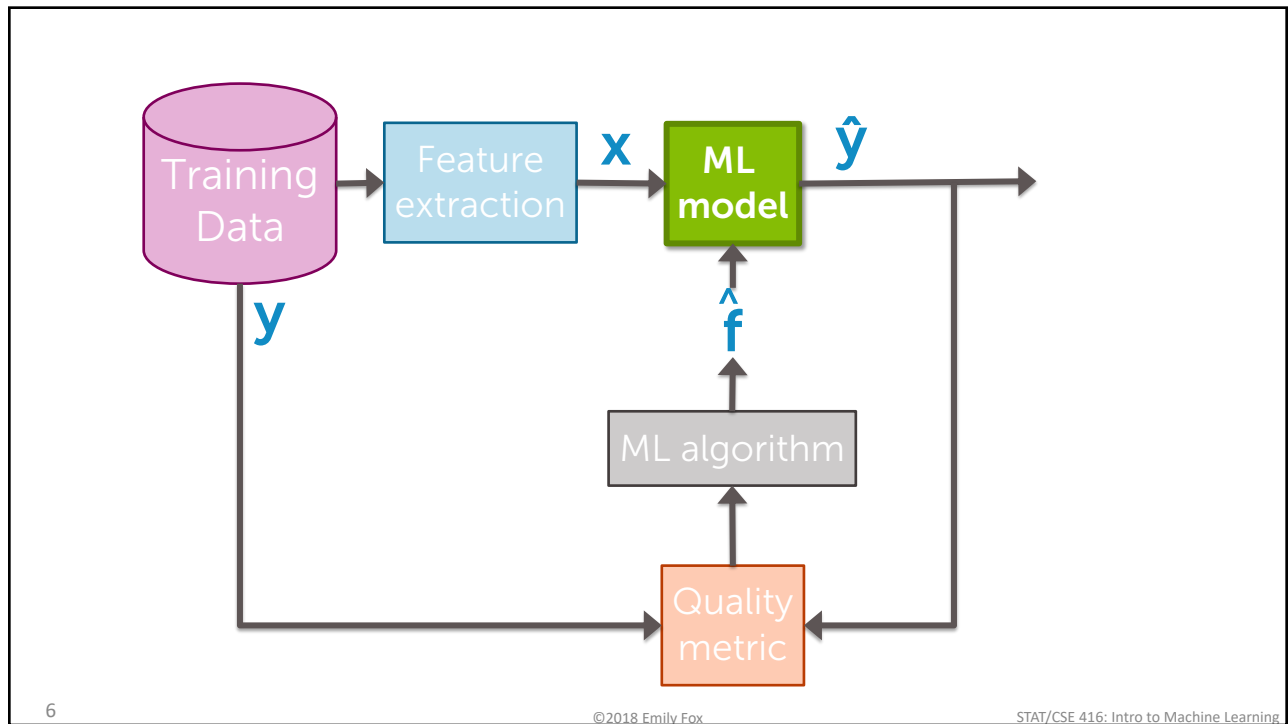 Training
Data
Feature
extraction
x
ML
model
ŷ
y
f̂
ML algorithm
Quality
metric
6
©2018 Emily Fox
STAT/CSE 416: Intro to Machine Learning